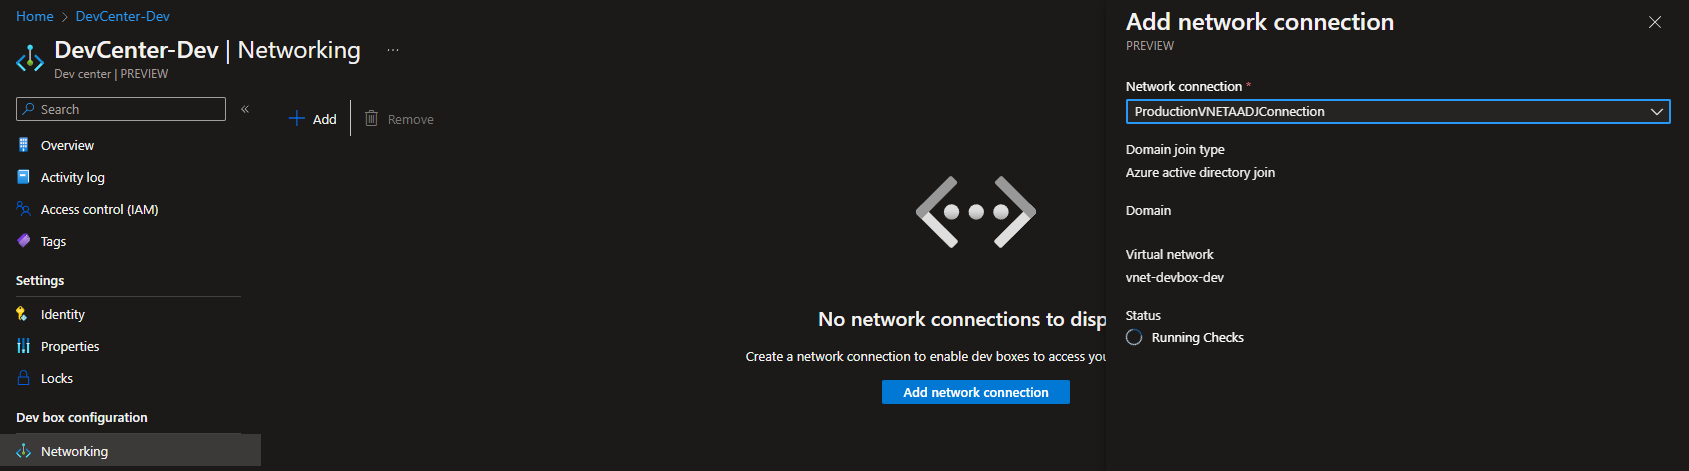 Home > DevCenter-Dev
DevCenter-Dev | Networking ...
Dev center | PREVIEW
Search «
Overview
Activity log
Access control (IAM)
Tags
Settings
Identity
Properties
Locks
Dev box configuration
Networking
Add Remove
No network connections to disp
Create a network connection to enable dev boxes to access you
Add network connection
Add network connection
PREVIEW
Network connection *
ProductionVNETAADJConnection
Domain join type
Azure active directory join
Domain
Virtual network
vnet-devbox-dev
Status
Running Checks